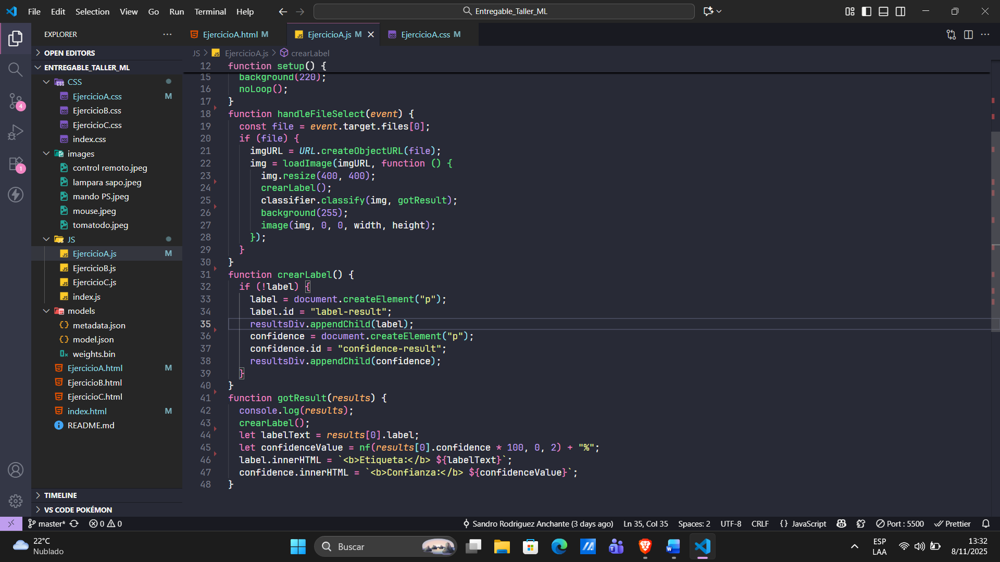 File Edit Selection View Go Run Terminal Help
Entregable_Taller_ML
EXPLORER
OPEN EDITORS
ENTREGABLE_TALLER_ML
CSS
EjercicioA.css M
EjercicioB.css
EjercicioC.css
index.css
images
control remoto.jpeg
lampara sapo.jpeg
mando PS.jpeg
mouse.jpeg
tomatodo.jpeg
JS
EjercicioA.js M
EjercicioB.js
EjercicioC.js
index.js
models
metadata.json
model.json
weights.bin
EjercicioA.html M
EjercicioB.html
EjercicioC.html
index.html M
README.md
TIMELINE
VS CODE POKÉMON
4
1
EjercicioA.html M EjercicioA.js M EjercicioA.css M
JS > EjercicioA.js > crearLabel
12 function setup() {
15 background(220);
16 noLoop();
17 }
18 function handleFileSelect(event) {
19 const file = event.target.files[0];
20 if (file) {
21 imgURL = URL.createObjectURL(file);
22 img = loadImage(imgURL, function () {
23 img.resize(400, 400);
24 crearLabel();
25 classifier.classify(img, gotResult);
26 background(255);
27 image(img, 0, 0, width, height);
28 });
29 }
30 }
31 function crearLabel() {
32 if (!label) {
33 label = document.createElement("p");
34 label.id = "label-result";
35 resultsDiv.appendChild(label);
36 confidence = document.createElement("p");
37 confidence.id = "confidence-result";
38 resultsDiv.appendChild(confidence);
39 }
40 }
41 function gotResult(results) {
42 console.log(results);
43 crearLabel();
44 let labelText = results[0].label;
45 let confidenceValue = nf(results[0].confidence * 100, 0, 2) + "%";
46 label.innerHTML = `<b>Etiqueta:</b> ${labelText}`;
47 confidence.innerHTML = `<b>Confianza:</b> ${confidenceValue}`;
48 }
master* 0 0 Sandro Rodriguez Anchante (3 days ago) Ln 35, Col 35 Spaces: 2 UTF-8 CRLF {} JavaScript Port : 5500 Prettier
22°C
Nublado
Buscar
ESP
LAA
13:32
8/11/2025